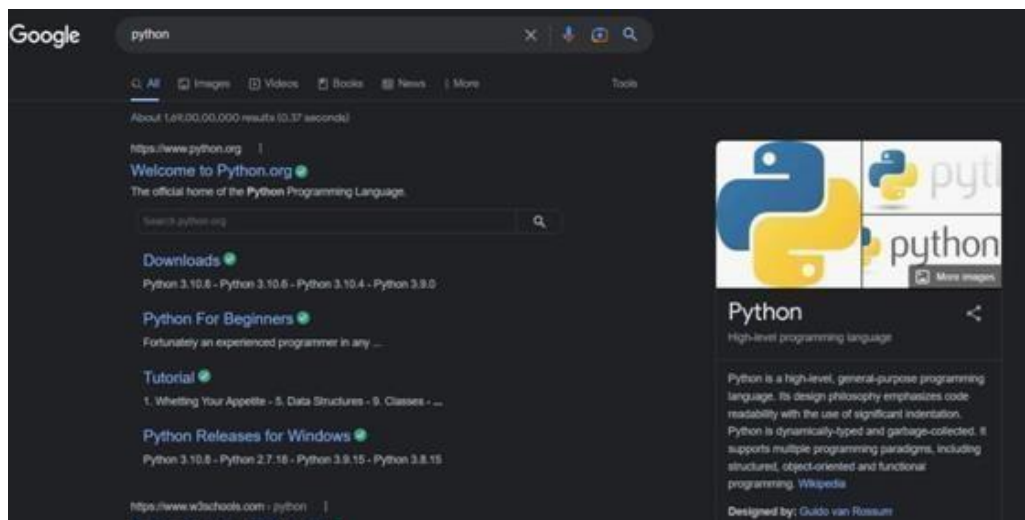 Google
python
All Images Videos Books News More Tools
About 1,69,00,00,000 results (0.37 seconds)
https://www.python.org
Welcome to Python.org
The official home of the Python Programming Language.
Search python.org
Downloads
Python 3.10.8 - Python 3.10.6 - Python 3.10.4 - Python 3.9.0
Python For Beginners
Fortunately an experienced programmer in any ...
Tutorial
1. Whetting Your Appetite - 5. Data Structures - 9. Classes - ...
Python Releases for Windows
Python 3.10.8 - Python 2.7.18 - Python 3.9.15 - Python 3.8.15
https://www.w3schools.com › python
pyt
python
More images
Python
High-level programming language
Python is a high-level, general-purpose programming
language. Its design philosophy emphasizes code
readability with the use of significant indentation.
Python is dynamically-typed and garbage-collected. It
supports multiple programming paradigms, including
structured, object-oriented and functional
programming. Wikipedia
Designed by: Guido van Rossum